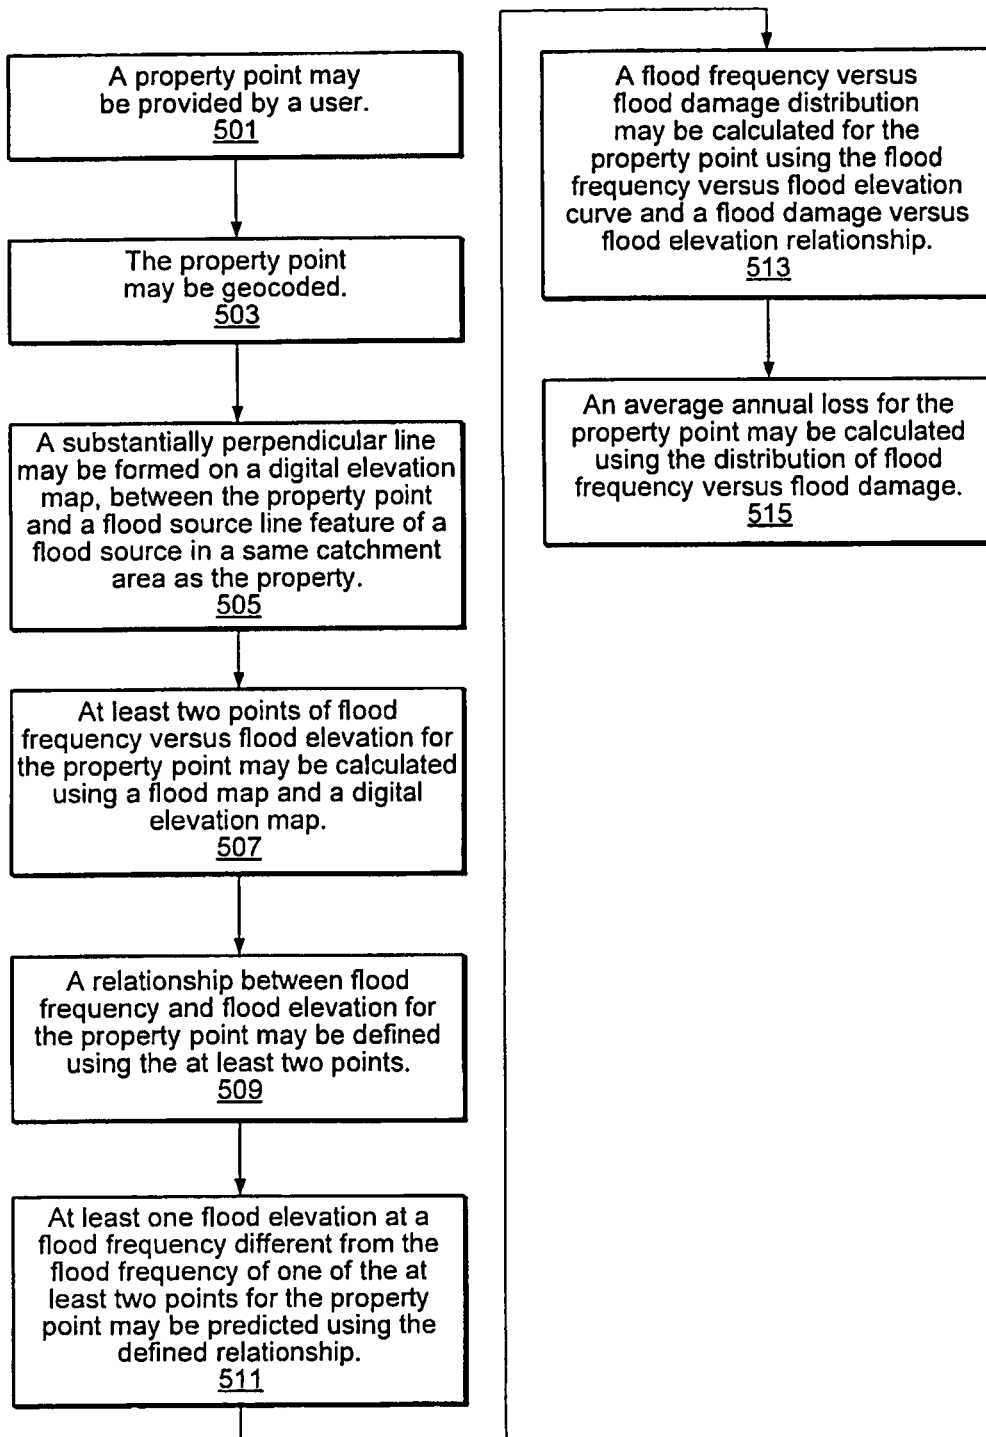 A property point may
be provided by a user.
501
The property point
may be geocoded.
503
A substantially perpendicular line
may be formed on a digital elevation
map, between the property point
and a flood source line feature of a
flood source in a same catchment
area as the property.
505
At least two points of flood
frequency versus flood elevation for
the property point may be calculated
using a flood map and a digital
elevation map.
507
A relationship between flood
frequency and flood elevation for
the property point may be defined
using the at least two points.
509
At least one flood elevation at a
flood frequency different from the
flood frequency of one of the at
least two points for the property
point may be predicted using the
defined relationship.
511
A flood frequency versus
flood damage distribution
may be calculated for the
property point using the flood
frequency versus flood elevation
curve and a flood damage versus
flood elevation relationship.
513
An average annual loss for the
property point may be calculated
using the distribution of flood
frequency versus flood damage.
515